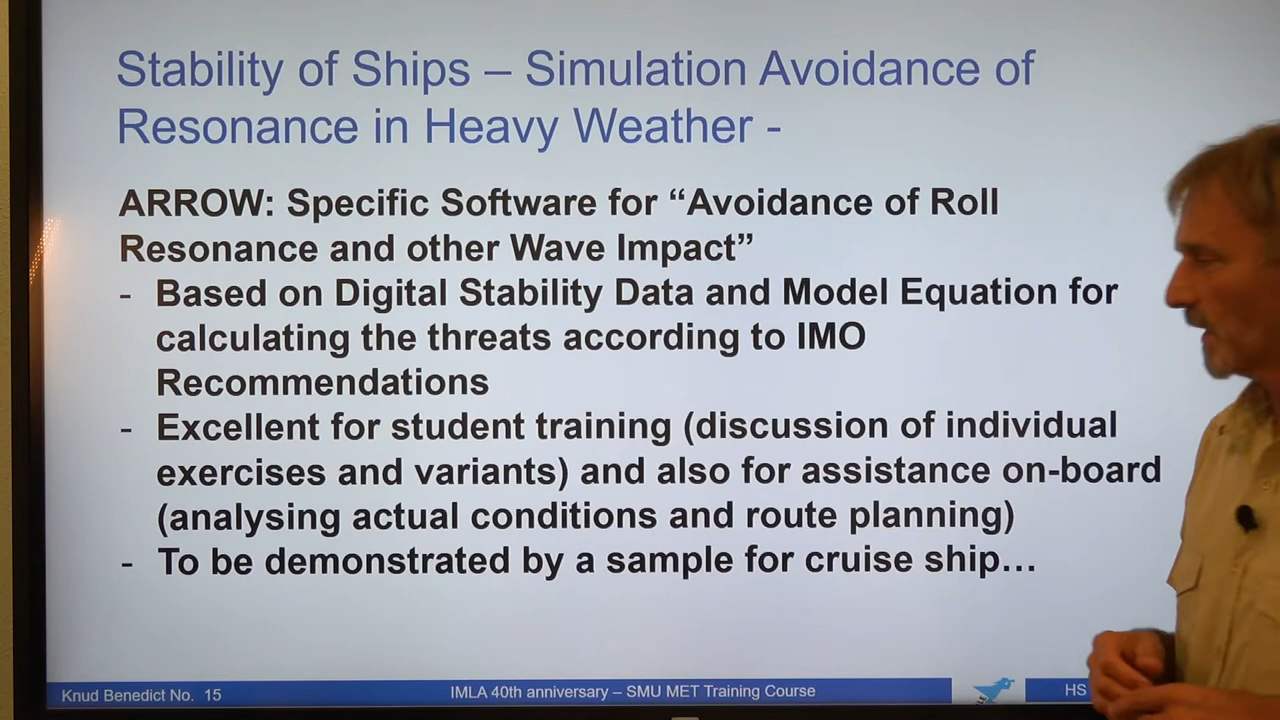 Stability of Ships – Simulation Avoidance of
Resonance in Heavy Weather -
ARROW: Specific Software for “Avoidance of Roll
Resonance and other Wave Impact”
- Based on Digital Stability Data and Model Equation for
calculating the threats according to IMO
Recommendations
- Excellent for student training (discussion of individual
exercises and variants) and also for assistance on-board
(analysing actual conditions and route planning)
- To be demonstrated by a sample for cruise ship…
Knud Benedict No. 15
IMLA 40th anniversary – SMU MET Training Course
HS